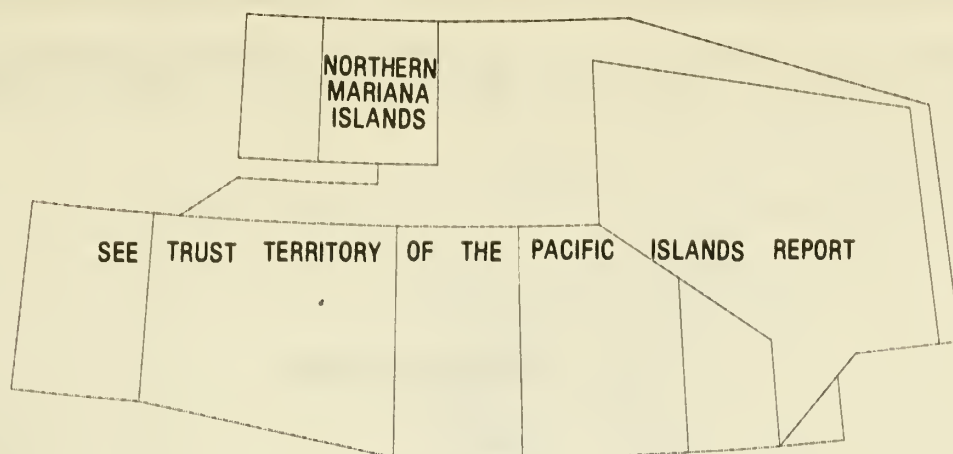 NORTHERN
MARIANA
ISLANDS
SEE TRUST TERRITORY OF THE PACIFIC ISLANDS REPORT